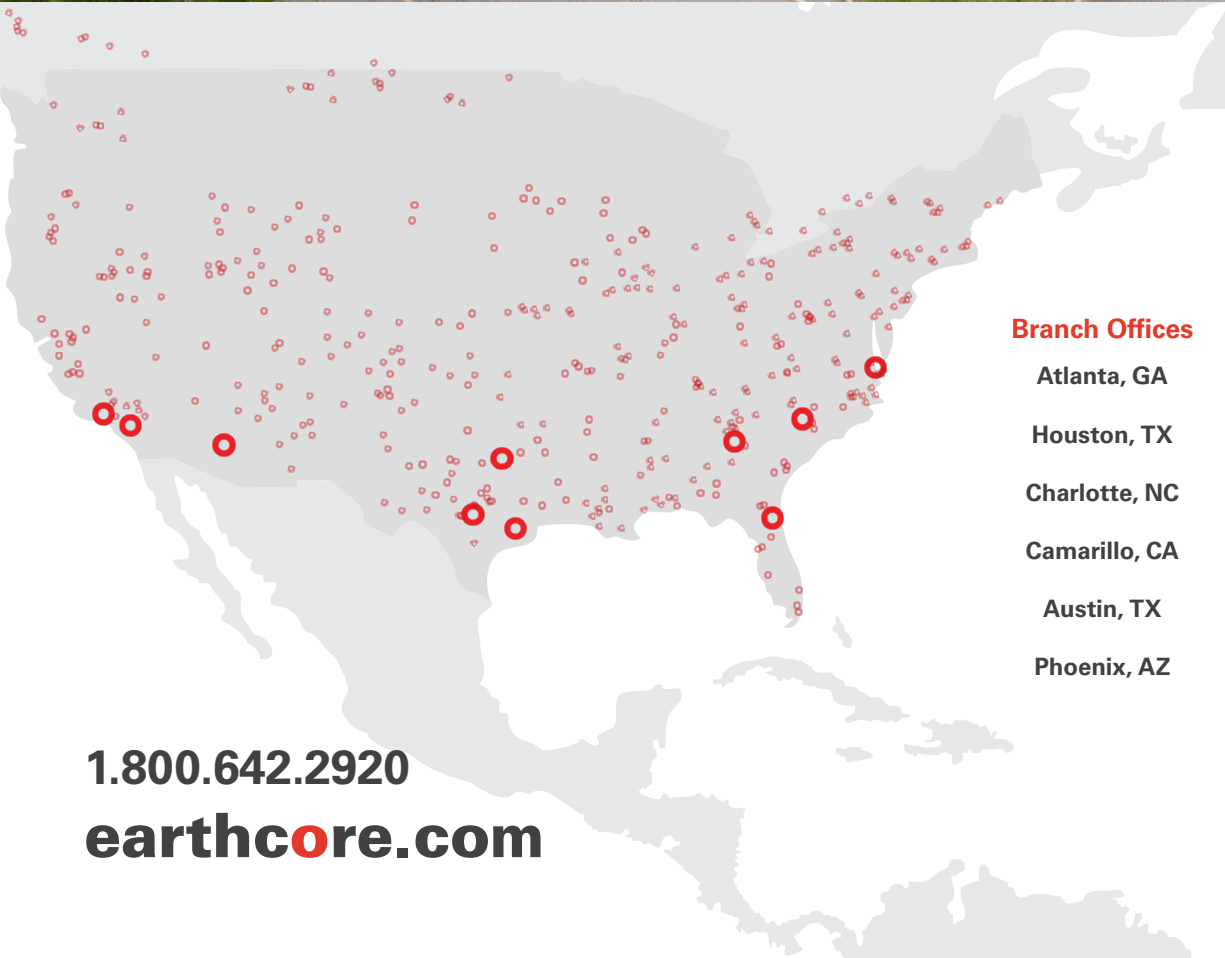 Branch Offices
Atlanta, GA
Houston, TX
Charlotte, NC
Camarillo, CA
Austin, TX
Phoenix, AZ
1.800.642.2920
earthcore.com